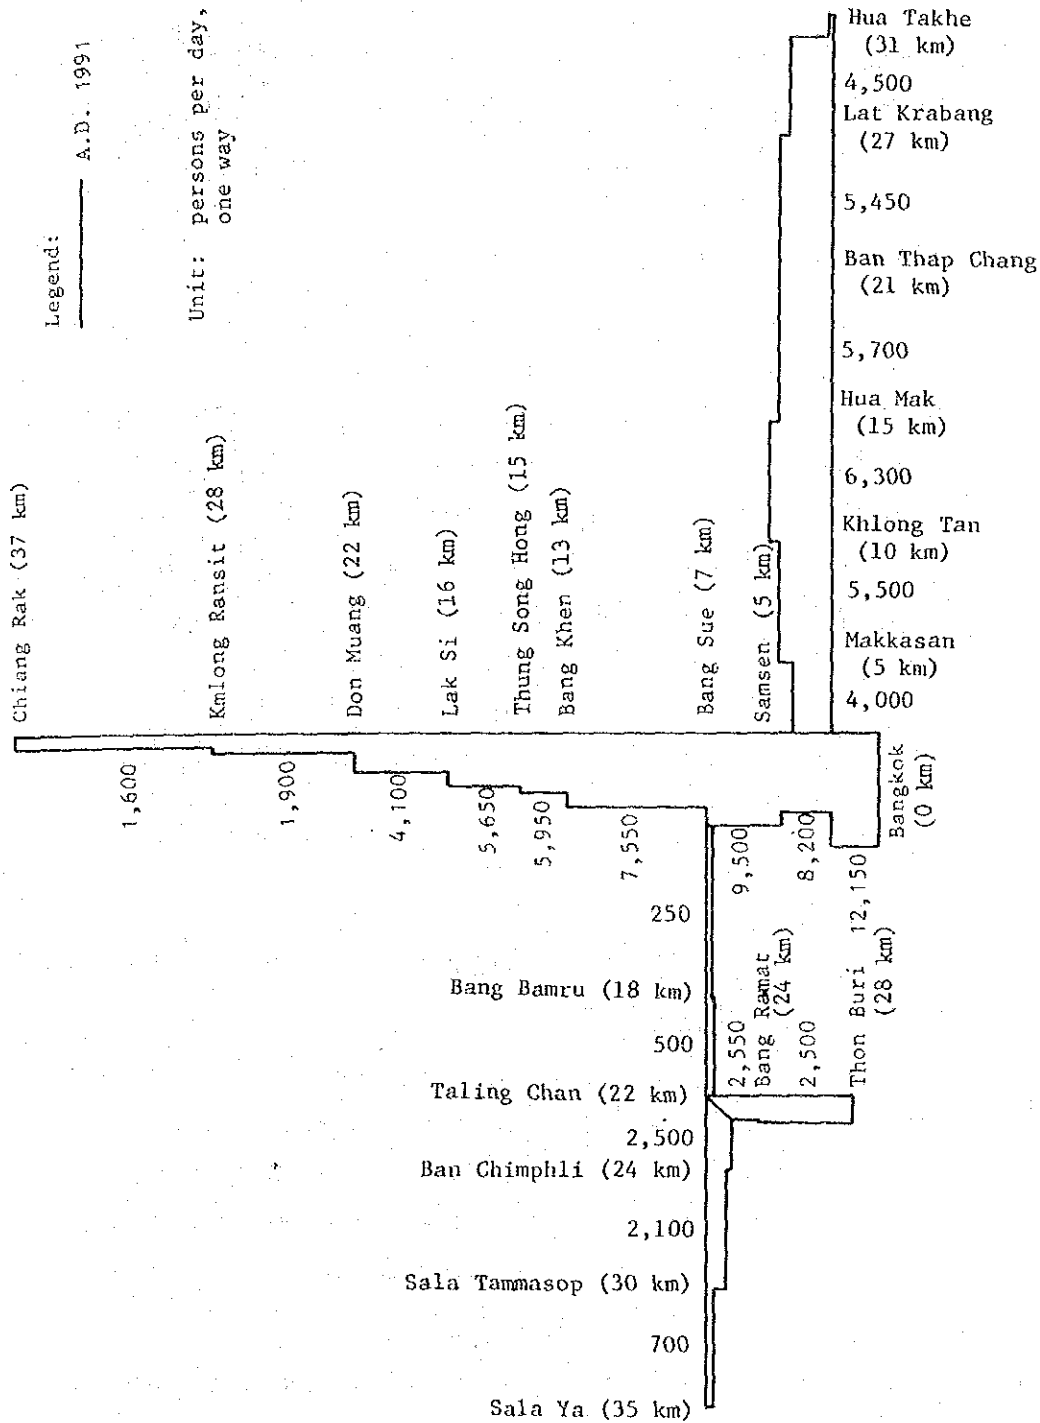 Legend:
A.D. 1991
Unit: persons per day,
one way
Chiang Rak (37 km)
1,600
Kmlong Ransit (28 km)
1,900
Don Muang (22 km)
4,100
Lak Si (16 km)
5,650
Thung Song Hong (15 km)
5,950
Bang Khen (13 km)
7,550
Bang Sue (7 km)
9,500
Samsen (5 km)
8,200
12,150
Bangkok
(0 km)
Hua Takhe
(31 km)
4,500
Lat Krabang
(27 km)
5,450
Ban Thap Chang
(21 km)
5,700
Hua Mak
(15 km)
6,300
Khlong Tan
(10 km)
5,500
Makkasan
(5 km)
4,000
250
Bang Bamru (18 km)
500
Taling Chan (22 km)
2,500
Ban Chimphli (24 km)
2,100
Sala Tammasop (30 km)
700
Sala Ya (35 km)
2,550
Bang Ramat
(24 km)
2,500
Thon Buri
(28 km)